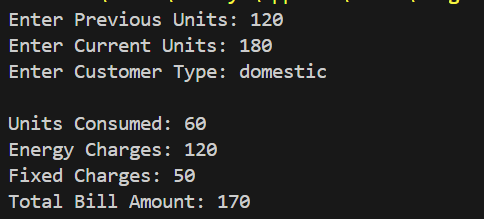 Enter Previous Units: 120
Enter Current Units: 180
Enter Customer Type: domestic
Units Consumed: 60
Energy Charges: 120
Fixed Charges: 50
Total Bill Amount: 170